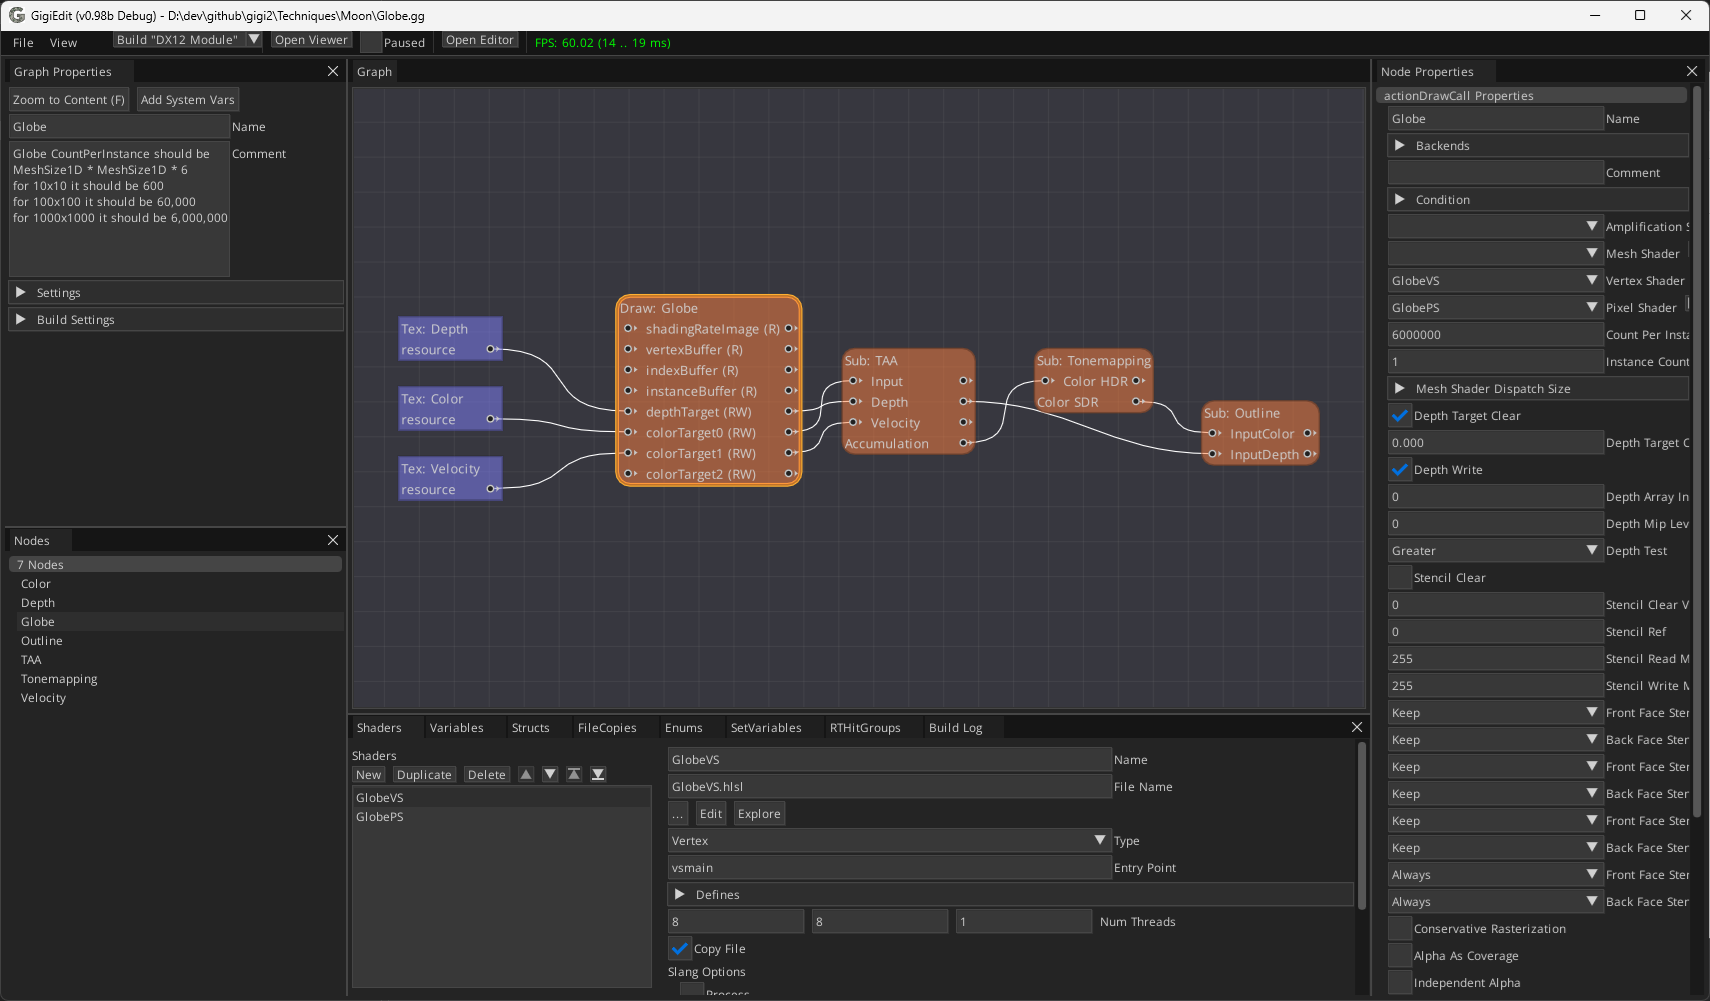 GigiEdit (v0.98b Debug) - D:\dev\github\gigi2\Techniques\Moon\Globe.gg
File View Build "DX12 Module" Open Viewer Paused Open Editor FPS: 60.02 (14 .. 19 ms)
Graph Properties
Zoom to Content (F) Add System Vars
Globe Name
Globe CountPerInstance should be Comment
MeshSize1D * MeshSize1D * 6
for 10x10 it should be 600
for 100x100 it should be 60,000
for 1000x1000 it should be 6,000,000
Settings
Build Settings
Nodes
7 Nodes
Color
Depth
Globe
Outline
TAA
Tonemapping
Velocity
Graph
Tex: Depth
resource
Tex: Color
resource
Tex: Velocity
resource
Draw: Globe
shadingRateImage (R)
vertexBuffer (R)
indexBuffer (R)
instanceBuffer (R)
depthTarget (RW)
colorTarget0 (RW)
colorTarget1 (RW)
colorTarget2 (RW)
Sub: TAA
Input
Depth
Velocity
Accumulation
Sub: Tonemapping
Color HDR
Color SDR
Sub: Outline
InputColor
InputDepth
Shaders Variables Structs FileCopies Enums SetVariables RTHitGroups Build Log
Shaders
New Duplicate Delete
GlobeVS
GlobePS
GlobeVS Name
GlobeVS.hlsl File Name
... Edit Explore
Vertex Type
vsmain Entry Point
Defines
8 8 1 Num Threads
Copy File
Slang Options
Process
Node Properties
actionDrawCall Properties
Globe Name
Backends
Comment
Condition
Amplification S
Mesh Shader
GlobeVS Vertex Shader
GlobePS Pixel Shader
6000000 Count Per Insta
1 Instance Count
Mesh Shader Dispatch Size
Depth Target Clear
0.000 Depth Target C
Depth Write
0 Depth Array In
0 Depth Mip Lev
Greater Depth Test
Stencil Clear
0 Stencil Clear V
0 Stencil Ref
255 Stencil Read M
255 Stencil Write M
Keep Front Face Sten
Keep Back Face Sten
Keep Front Face Sten
Keep Back Face Sten
Keep Front Face Sten
Keep Back Face Sten
Always Front Face Sten
Always Back Face Sten
Conservative Rasterization
Alpha As Coverage
Independent Alpha